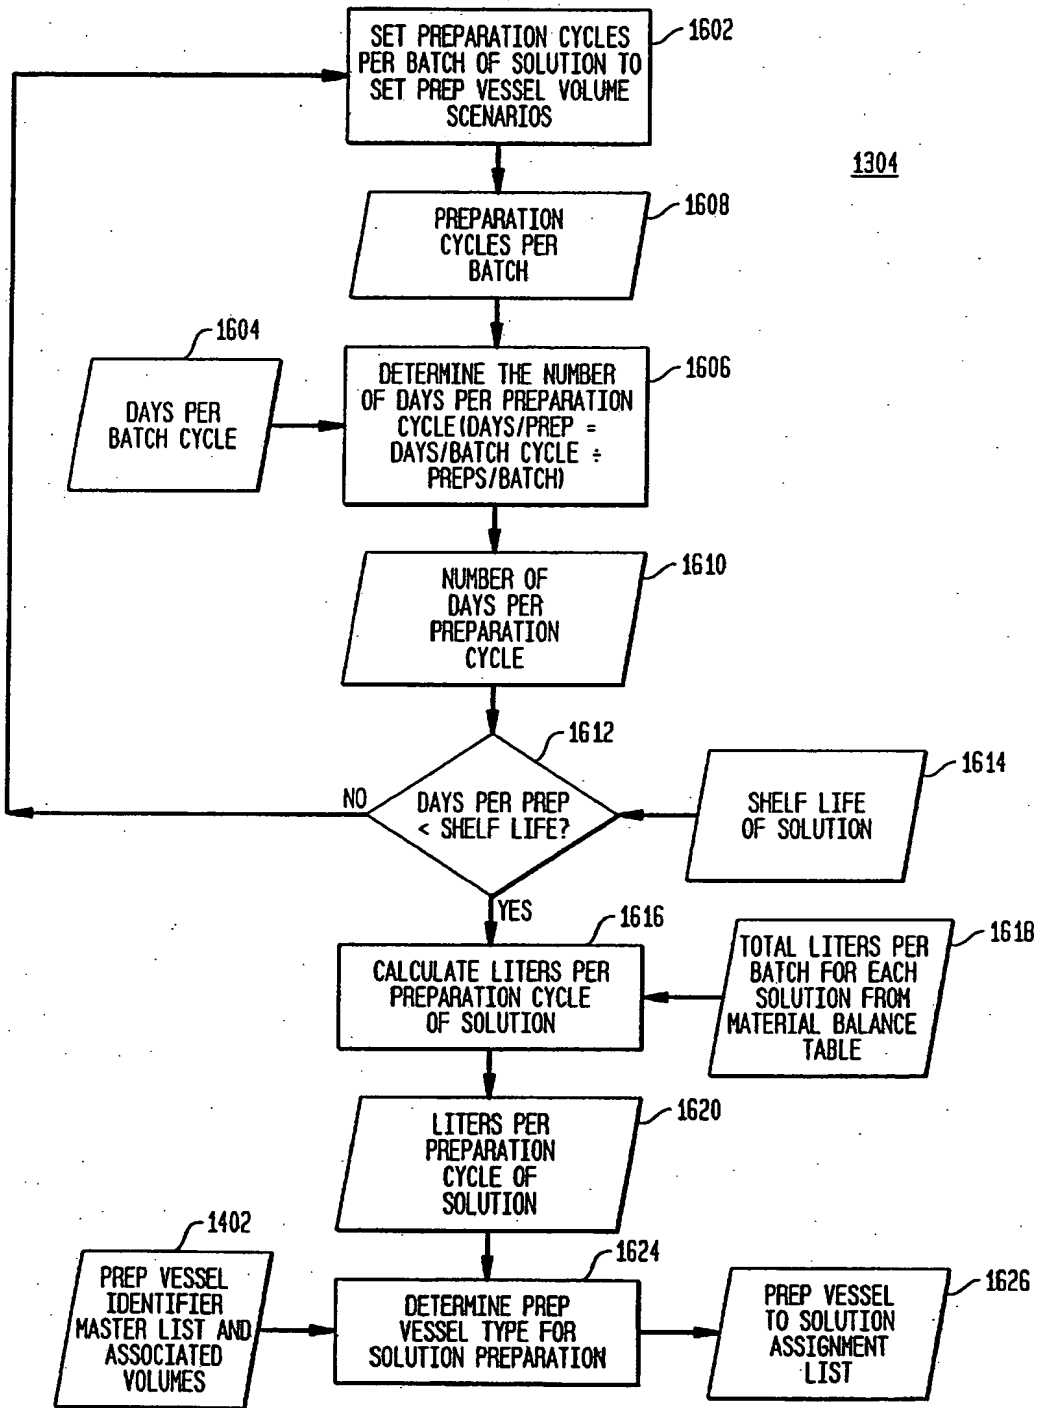 SET PREPARATION CYCLES
PER BATCH OF SOLUTION TO
SET PREP VESSEL VOLUME
SCENARIOS
1602
1304
PREPARATION
CYCLES PER
BATCH
1608
1604
DAYS PER
BATCH CYCLE
DETERMINE THE NUMBER
OF DAYS PER PREPARATION
CYCLE(DAYS/PREP =
DAYS/BATCH CYCLE ÷
PREPS/BATCH)
1606
NUMBER OF
DAYS PER
PREPARATION
CYCLE
1610
1612
DAYS PER PREP
< SHELF LIFE?
NO
YES
SHELF LIFE
OF SOLUTION
1614
1616
CALCULATE LITERS PER
PREPARATION CYCLE
OF SOLUTION
TOTAL LITERS PER
BATCH FOR EACH
SOLUTION FROM
MATERIAL BALANCE
TABLE
1618
LITERS PER
PREPARATION
CYCLE OF
SOLUTION
1620
1402
PREP VESSEL
IDENTIFIER
MASTER LIST AND
ASSOCIATED
VOLUMES
1624
DETERMINE PREP
VESSEL TYPE FOR
SOLUTION PREPARATION
PREP VESSEL
TO SOLUTION
ASSIGNMENT
LIST
1626